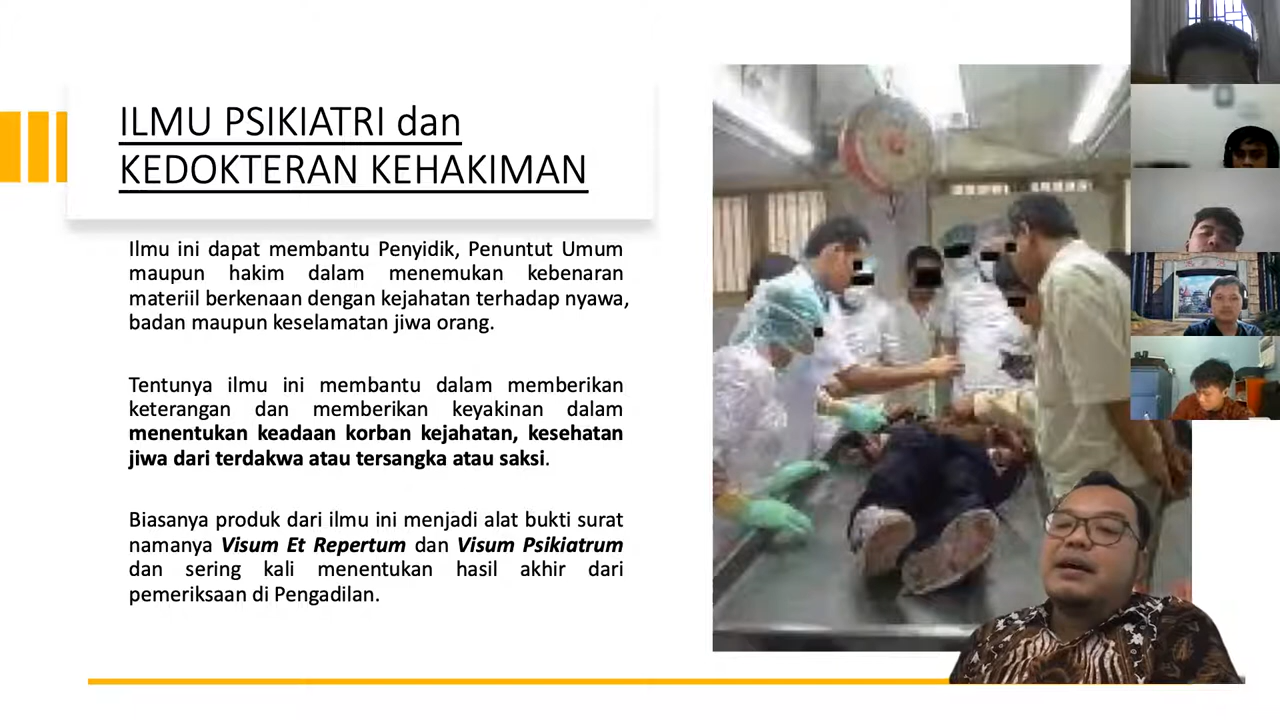 ILMU PSIKIATRI dan
KEDOKTERAN KEHAKIMAN
Ilmu ini dapat membantu Penyidik, Penuntut Umum
maupun hakim dalam menemukan kebenaran
materiil berkenaan dengan kejahatan terhadap nyawa,
badan maupun keselamatan jiwa orang.
Tentunya ilmu ini membantu dalam memberikan
keterangan dan memberikan keyakinan dalam
menentukan keadaan korban kejahatan, kesehatan
jiwa dari terdakwa atau tersangka atau saksi.
Biasanya produk dari ilmu ini menjadi alat bukti surat
namanya Visum Et Repertum dan Visum Psikiatrum
dan sering kali menentukan hasil akhir dari
pemeriksaan di Pengadilan.